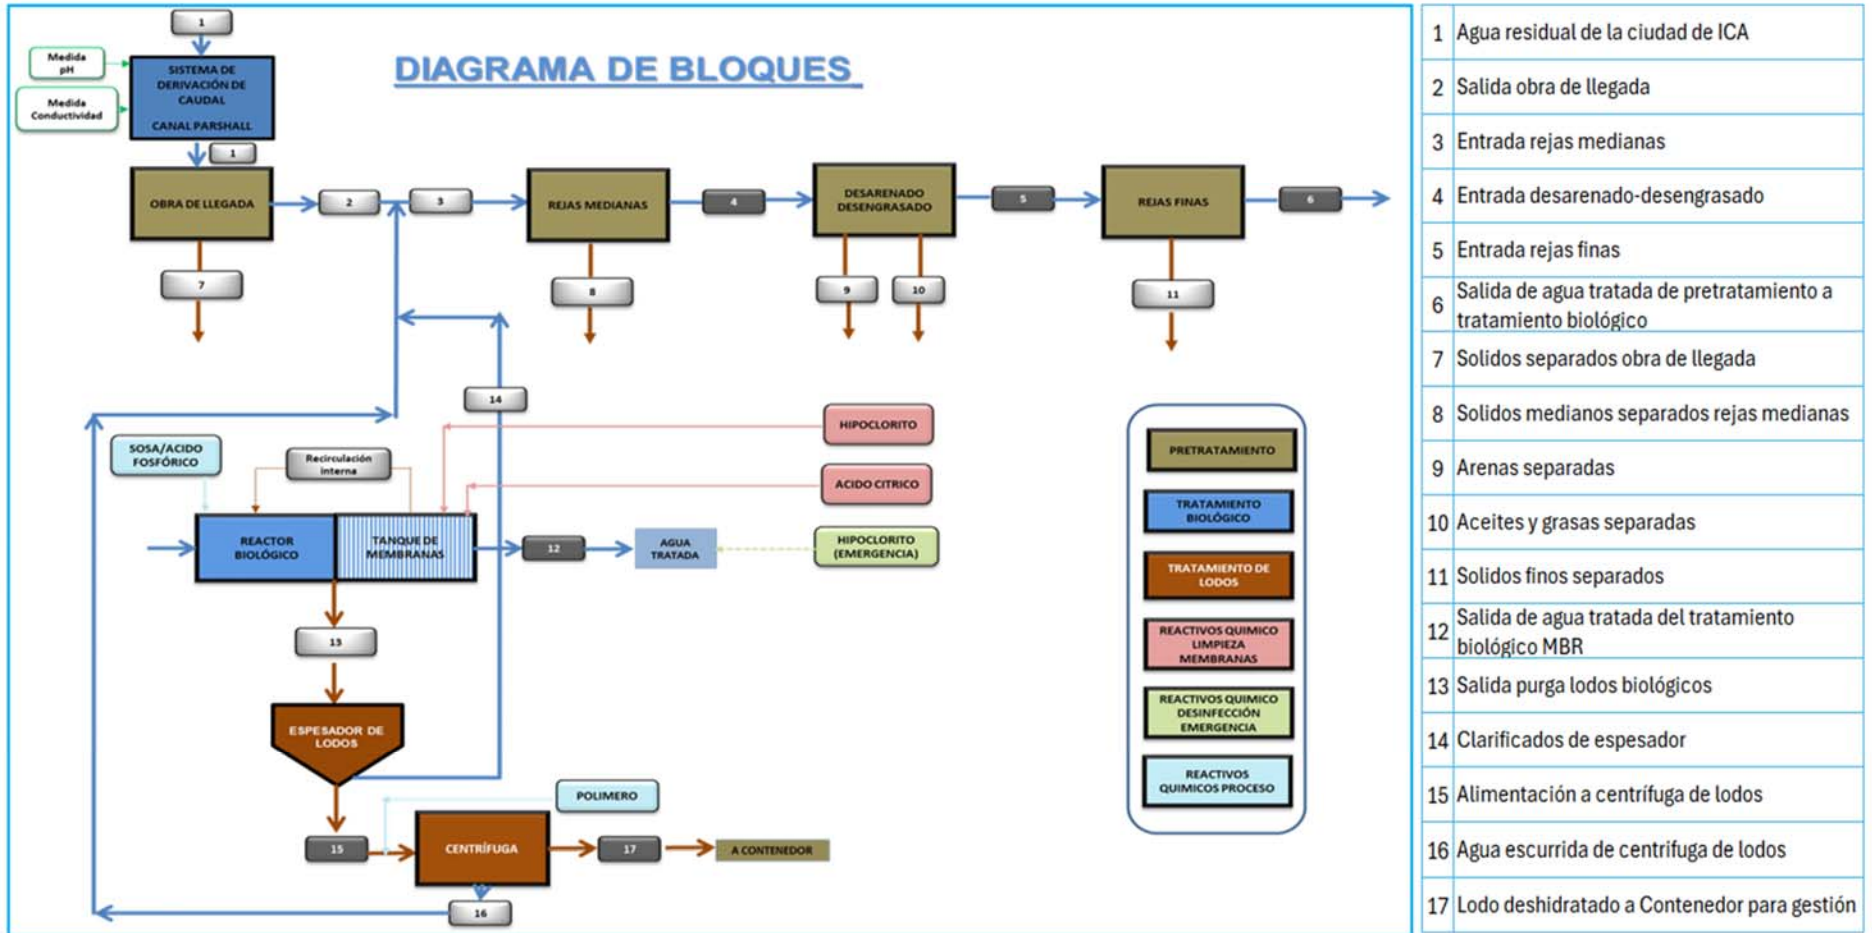 DIAGRAMA DE BLOQUES
1
Medida
pH
Medida
Conductividad
SISTEMA DE
DERIVACIÓN DE
CAUDAL
CANAL PARSHALL
1
OBRA DE LLEGADA
2
3
REJAS MEDIANAS
4
DESARENADO
DESENGRASADO
5
REJAS FINAS
6
7
8
9
10
11
14
SOSA/ACIDO
FOSFÓRICO
Recirculación
interna
HIPOCLORITO
ACIDO CITRICO
REACTOR
BIOLÓGICO
TANQUE DE
MEMBRANAS
12
AGUA
TRATADA
HIPOCLORITO
(EMERGENCIA)
13
ESPESADOR DE
LODOS
POLIMERO
15
CENTRÍFUGA
17
A CONTENEDOR
16
PRETRATAMIENTO
TRATAMIENTO
BIOLÓGICO
TRATAMIENTO DE
LODOS
REACTIVOS QUIMICO
LIMPIEZA
MEMBRANAS
REACTIVOS QUIMICO
DESINFECCIÓN
EMERGENCIA
REACTIVOS
QUIMICOS PROCESO
1 Agua residual de la ciudad de ICA
2 Salida obra de llegada
3 Entrada rejas medianas
4 Entrada desarenado-desengrasado
5 Entrada rejas finas
6 Salida de agua tratada de pretratamiento a
tratamiento biológico
7 Solidos separados obra de llegada
8 Solidos medianos separados rejas medianas
9 Arenas separadas
10 Aceites y grasas separadas
11 Solidos finos separados
12 Salida de agua tratada del tratamiento
biológico MBR
13 Salida purga lodos biológicos
14 Clarificados de espesador
15 Alimentación a centrífuga de lodos
16 Agua escurrida de centrifuga de lodos
17 Lodo deshidratado a Contenedor para gestión